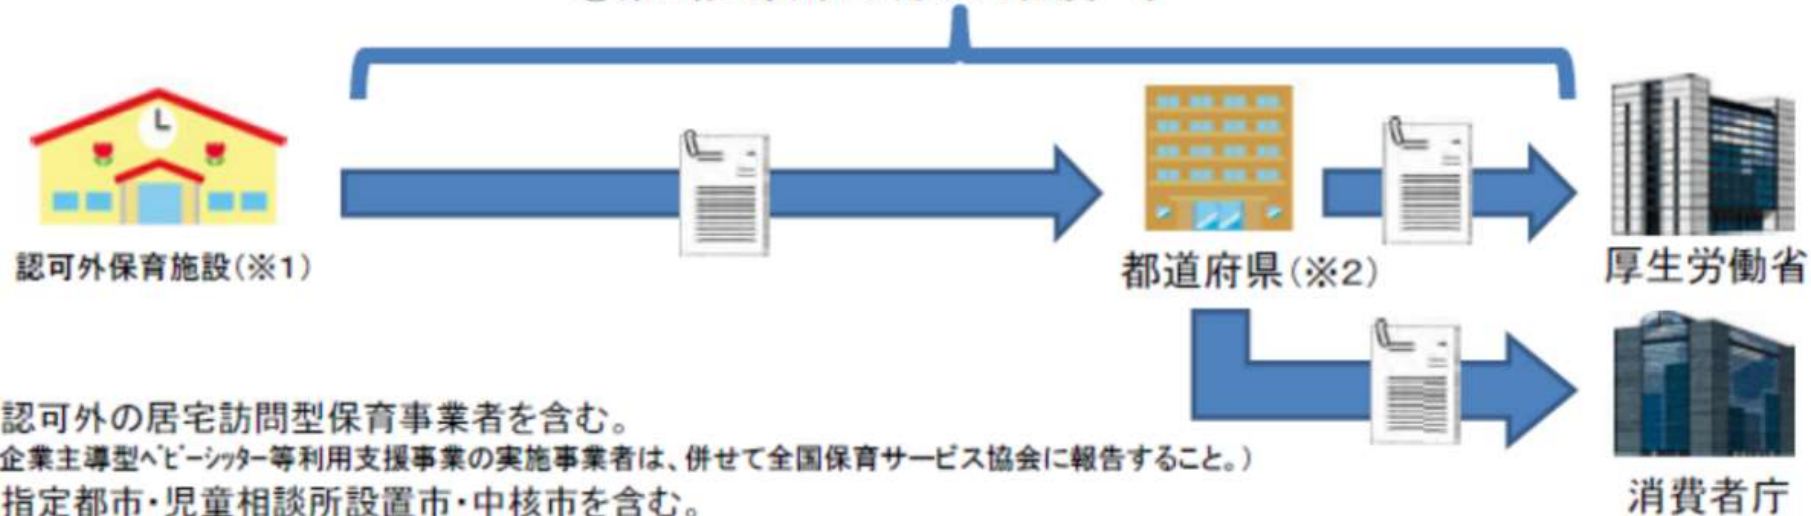 認可外保育施設(※1)
都道府県(※2)
厚生労働省
認可外の居宅訪問型保育事業者を含む。
企業主導型ベビーシッター等利用支援事業の実施事業者は、併せて全国保育サービス協会に報告すること。)
指定都市・児童相談所設置市・中核市を含む。
消費者庁